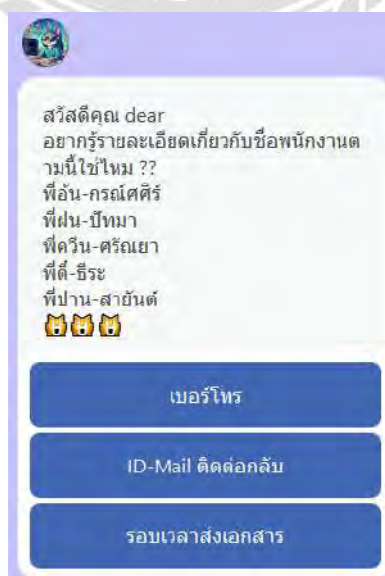 สวัสดีคุณ dear
อยากรู้รายละเอียดเกี่ยวกับชื่อพนักงานต
ามนี้ใช่ไหม ??
พี่อ้น-กรณ์ศศิร์
พี่ฝน-ปัทมา
พี่ควีน-ศรัณยา
พี่ดี้-ธีระ
พี่ปาน-สายันต์
เบอร์โทร
ID-Mail ติดต่อกลับ
รอบเวลาส่งเอกสาร